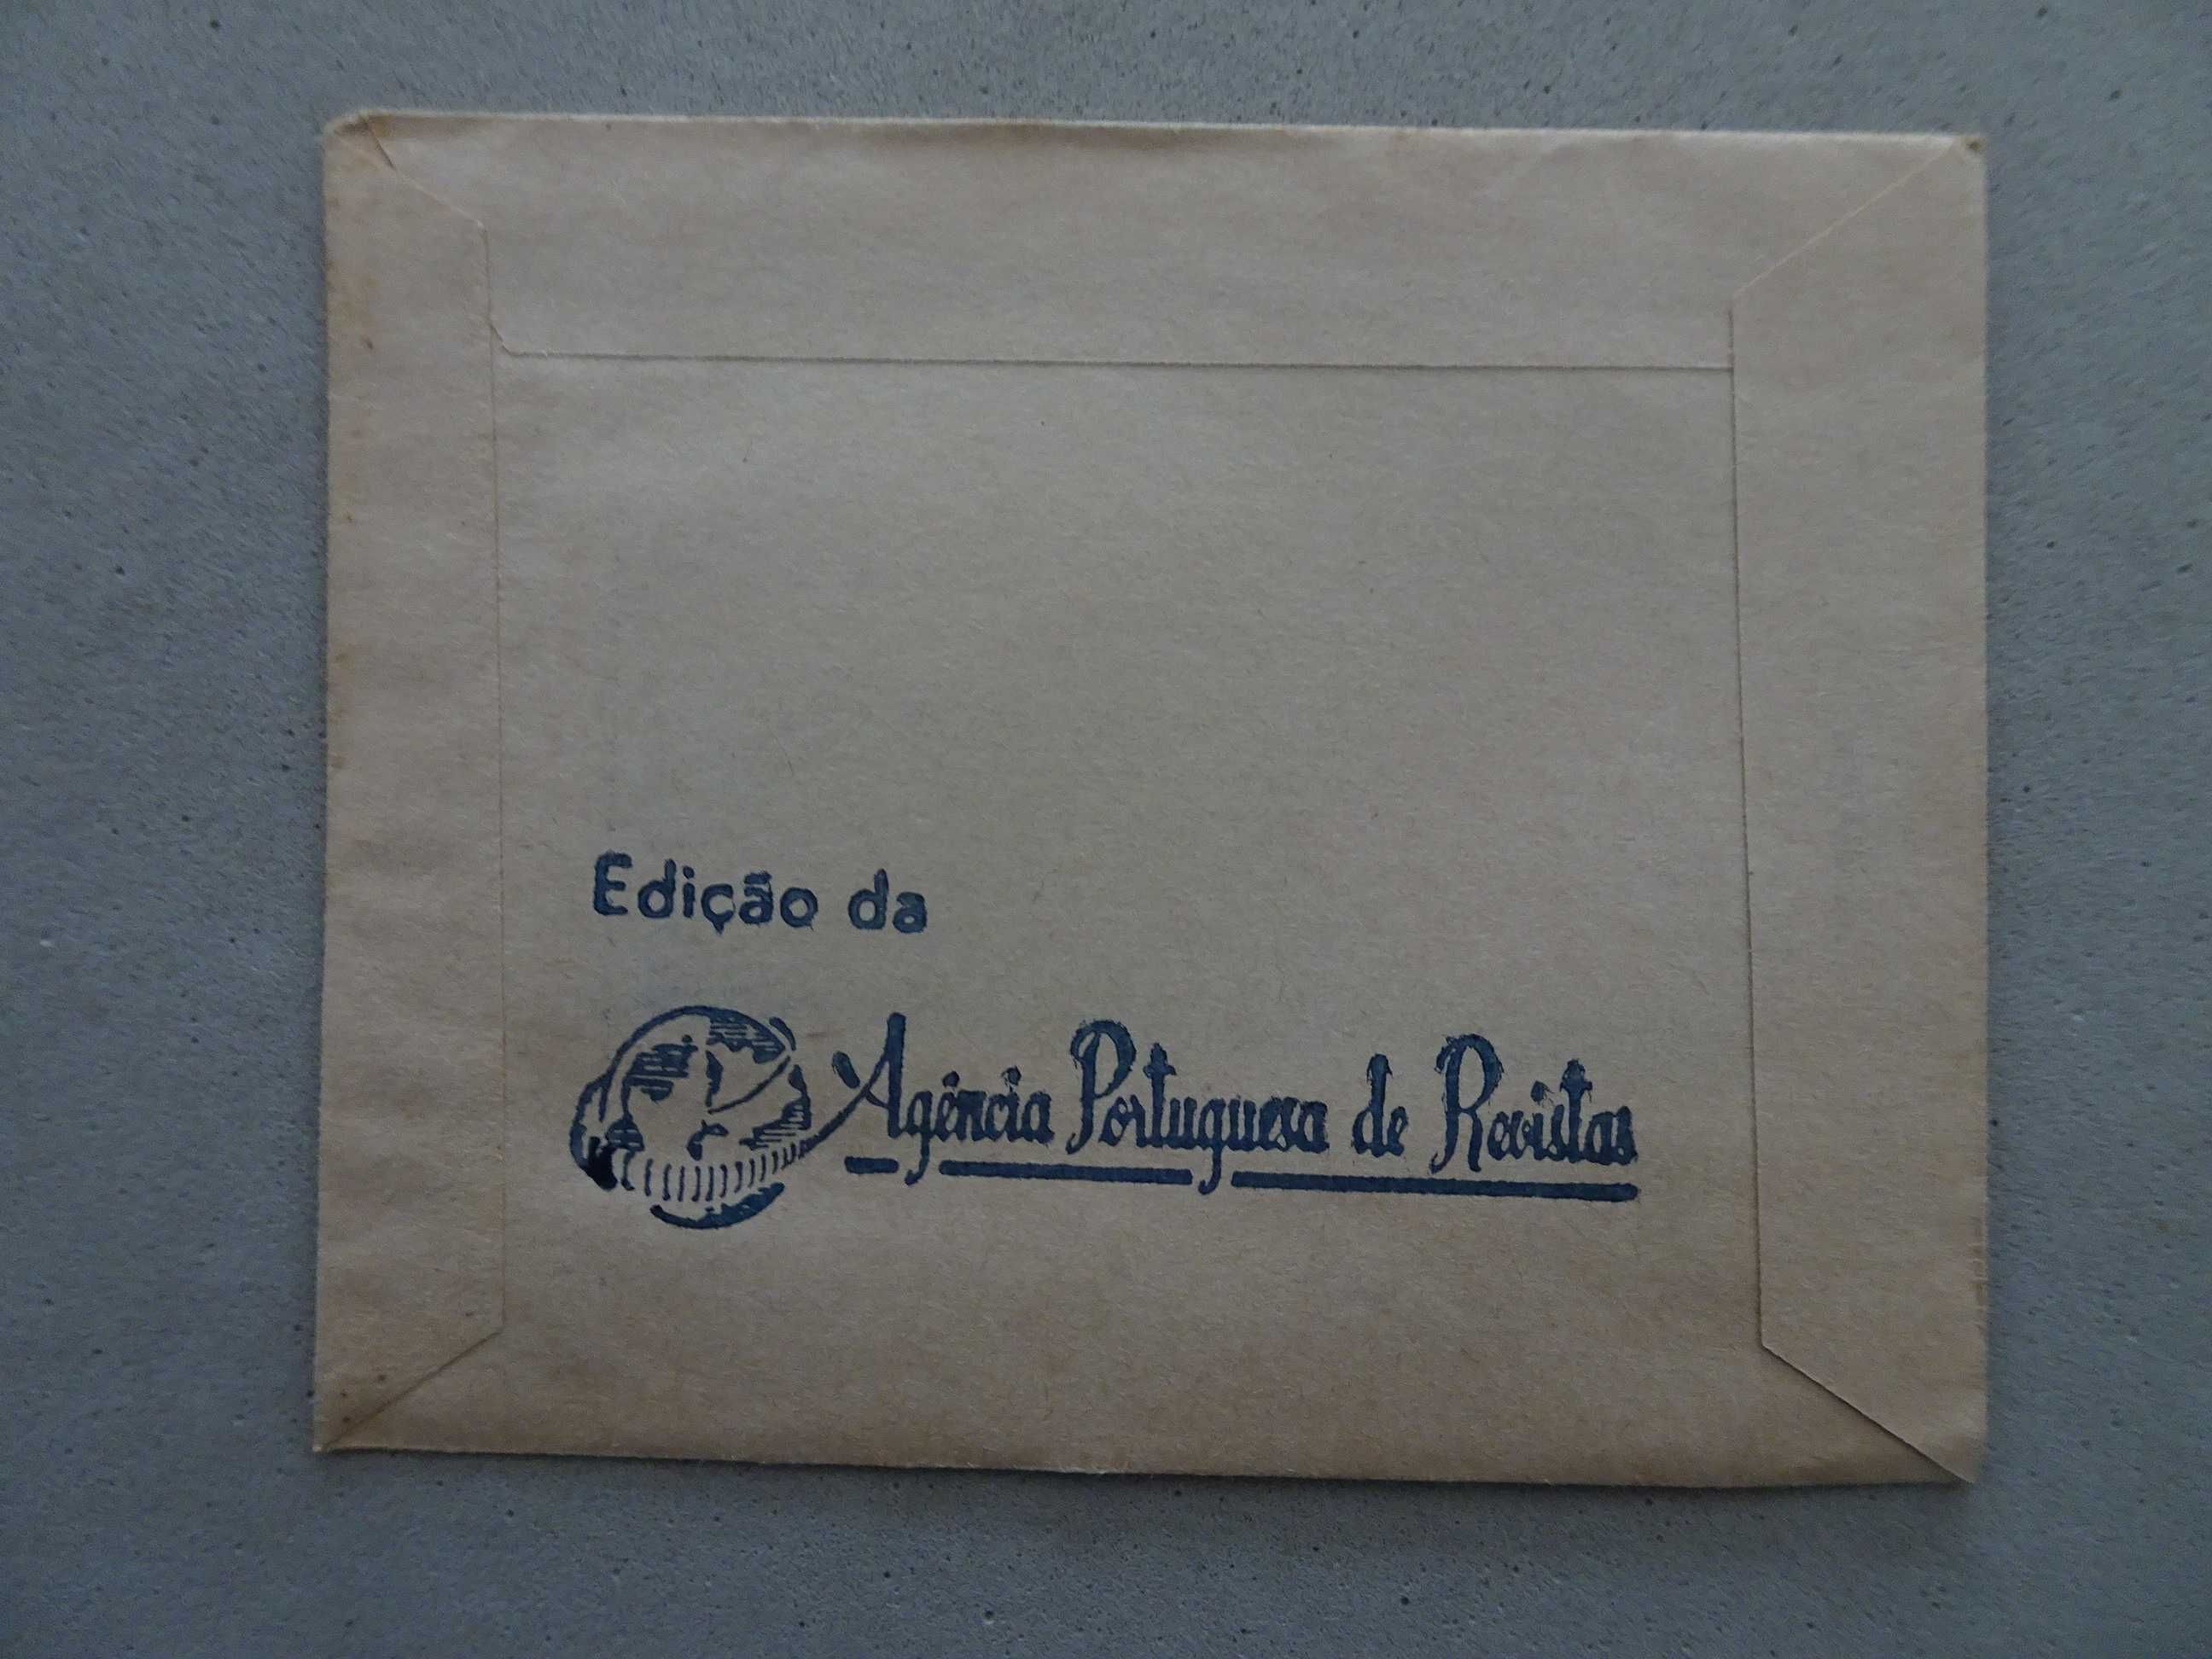 Edição da
Agência Portuguesa de Revistas